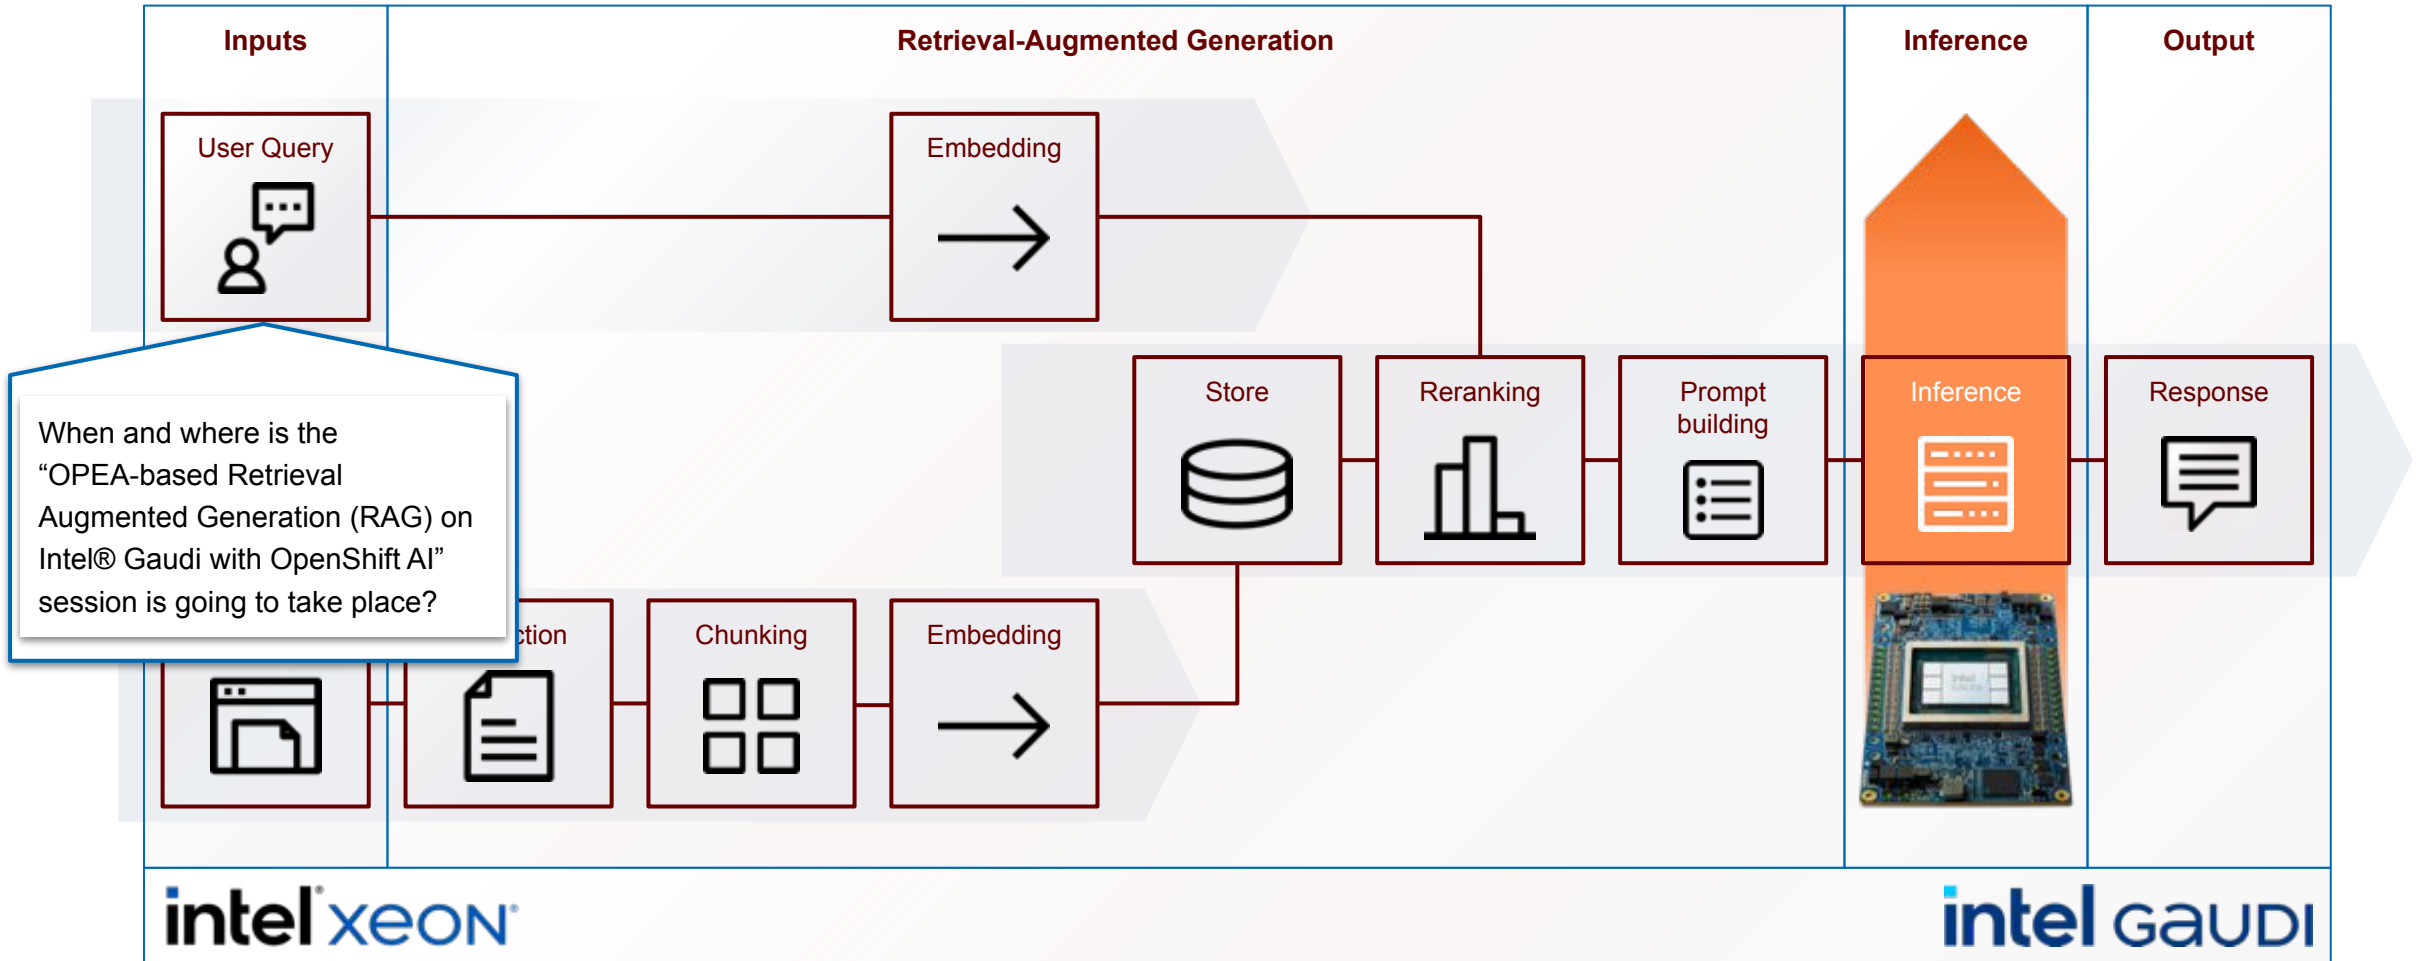 Inputs
Retrieval-Augmented Generation
Inference
Output
User Query
Embedding
When and where is the
“OPEA-based Retrieval
Augmented Generation (RAG) on
Intel® Gaudi with OpenShift AI”
session is going to take place?
Store
Reranking
Prompt
building
Inference
Response
ction
Chunking
Embedding
intel® xeon®
intel GAUDI